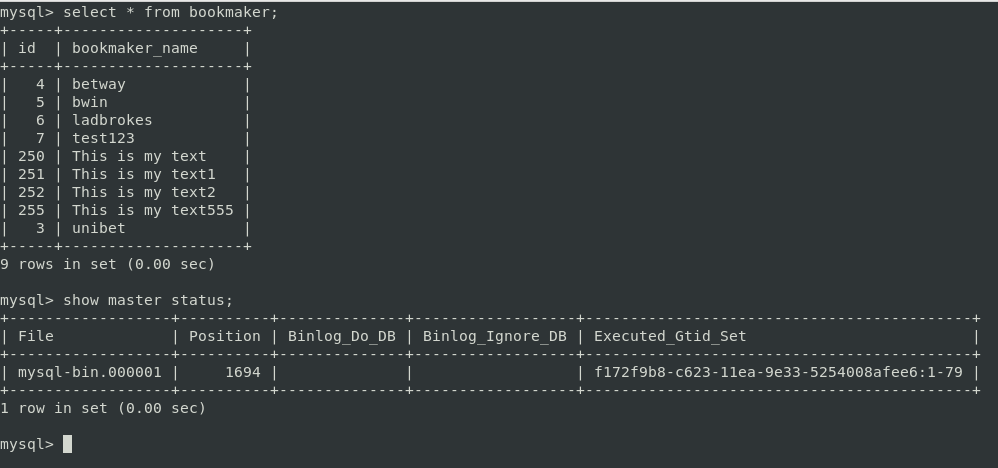 mysql> select * from bookmaker;
+-----+--------------------+
| id  | bookmaker_name     |
+-----+--------------------+
|   4 | betway             |
|   5 | bwin               |
|   6 | ladbrokes          |
|   7 | test123            |
| 250 | This is my text    |
| 251 | This is my text1   |
| 252 | This is my text2   |
| 255 | This is my text555 |
|   3 | unibet             |
+-----+--------------------+
9 rows in set (0.00 sec)

mysql> show master status;
+------------------+----------+--------------+------------------+-------------------------------------------+
| File             | Position | Binlog_Do_DB | Binlog_Ignore_DB | Executed_Gtid_Set                         |
+------------------+----------+--------------+------------------+-------------------------------------------+
| mysql-bin.000001 |     1694 |              |                  | f172f9b8-c623-11ea-9e33-5254008afee6:1-79 |
+------------------+----------+--------------+------------------+-------------------------------------------+
1 row in set (0.00 sec)

mysql>